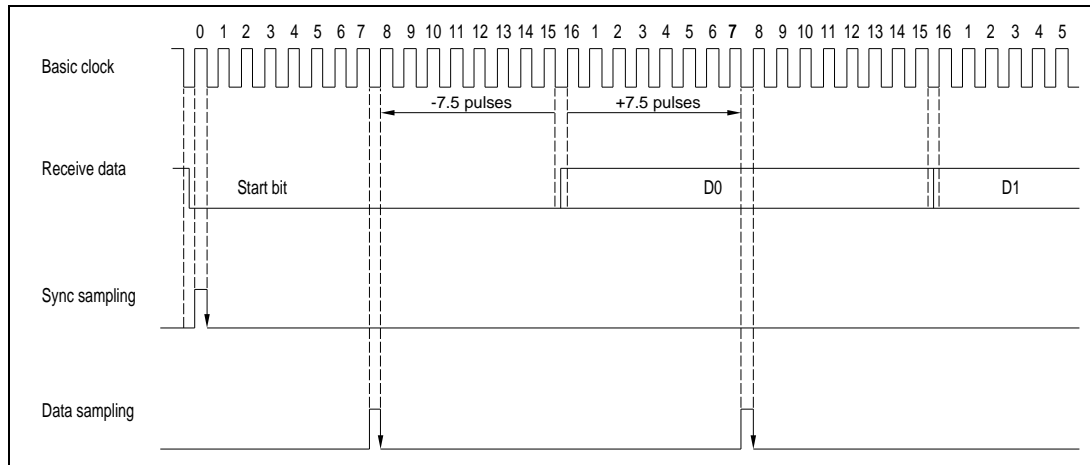 0 1 2 3 4 5 6 7 8 9 10 11 12 13 14 15 16 1 2 3 4 5 6 7 8 9 10 11 12 13 14 15 16 1 2 3 4 5
Basic clock
-7.5 pulses +7.5 pulses
Receive data
Start bit D0 D1
Sync sampling
Data sampling